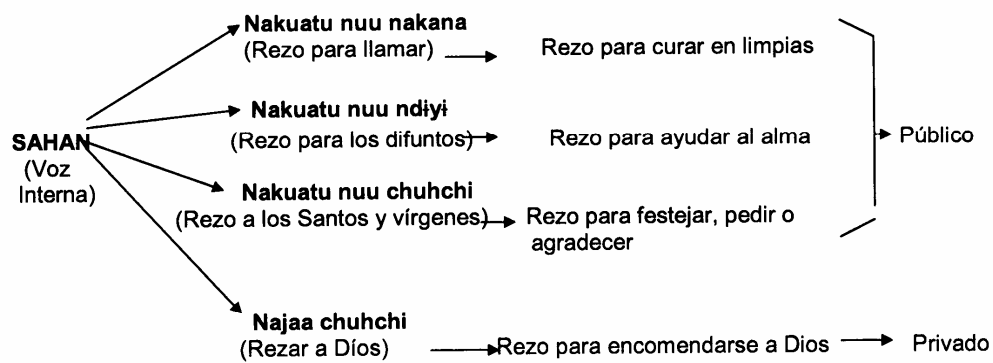 Nakuatu nuu nakana
(Rezo para llamar)
Rezo para curar en limpias
Nakuatu nuu ndɨyɨ
(Rezo para los difuntos)
Rezo para ayudar al alma
SAHAN
(Voz
Interna)
Público
Nakuatu nuu chuhchi
(Rezo a los Santos y vírgenes)
Rezo para festejar, pedir o
agradecer
Najaa chuhchi
(Rezar a Díos)
Rezo para encomendarse a Dios
Privado